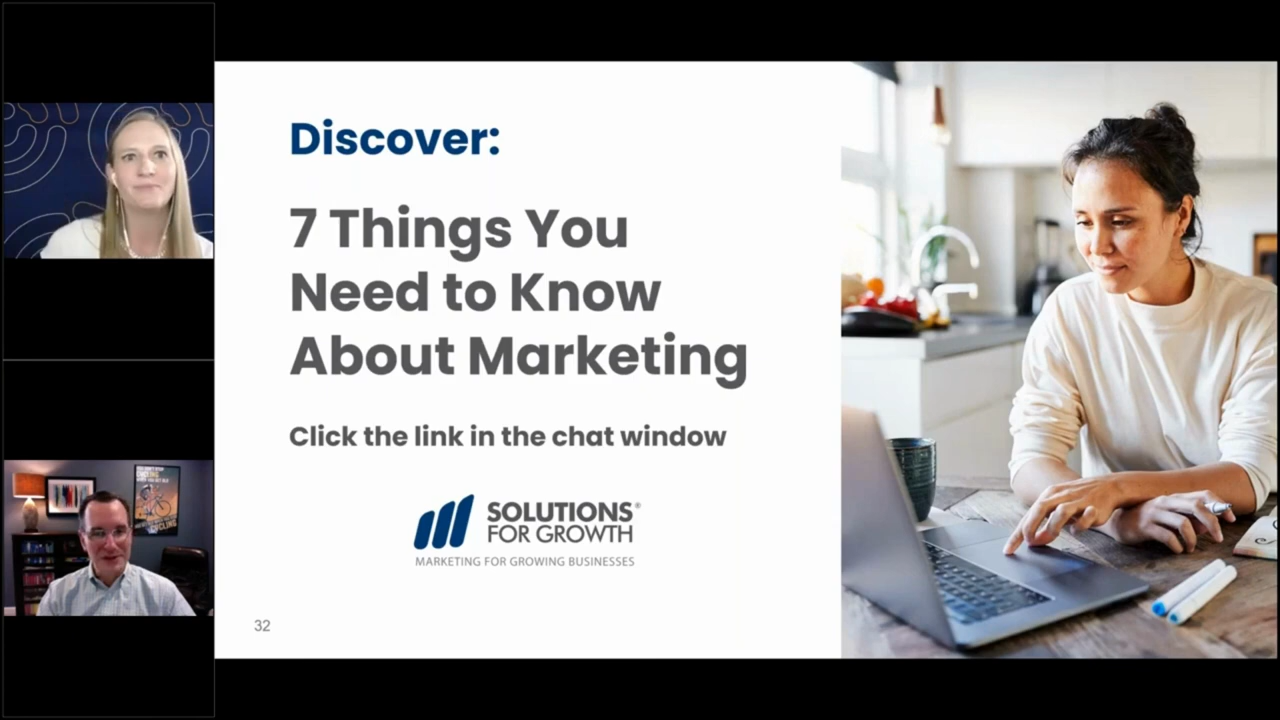 Discover:
7 Things You
Need to Know
About Marketing
Click the link in the chat window
SOLUTIONS®
FOR GROWTH
MARKETING FOR GROWING BUSINESSES
32
CYCLING